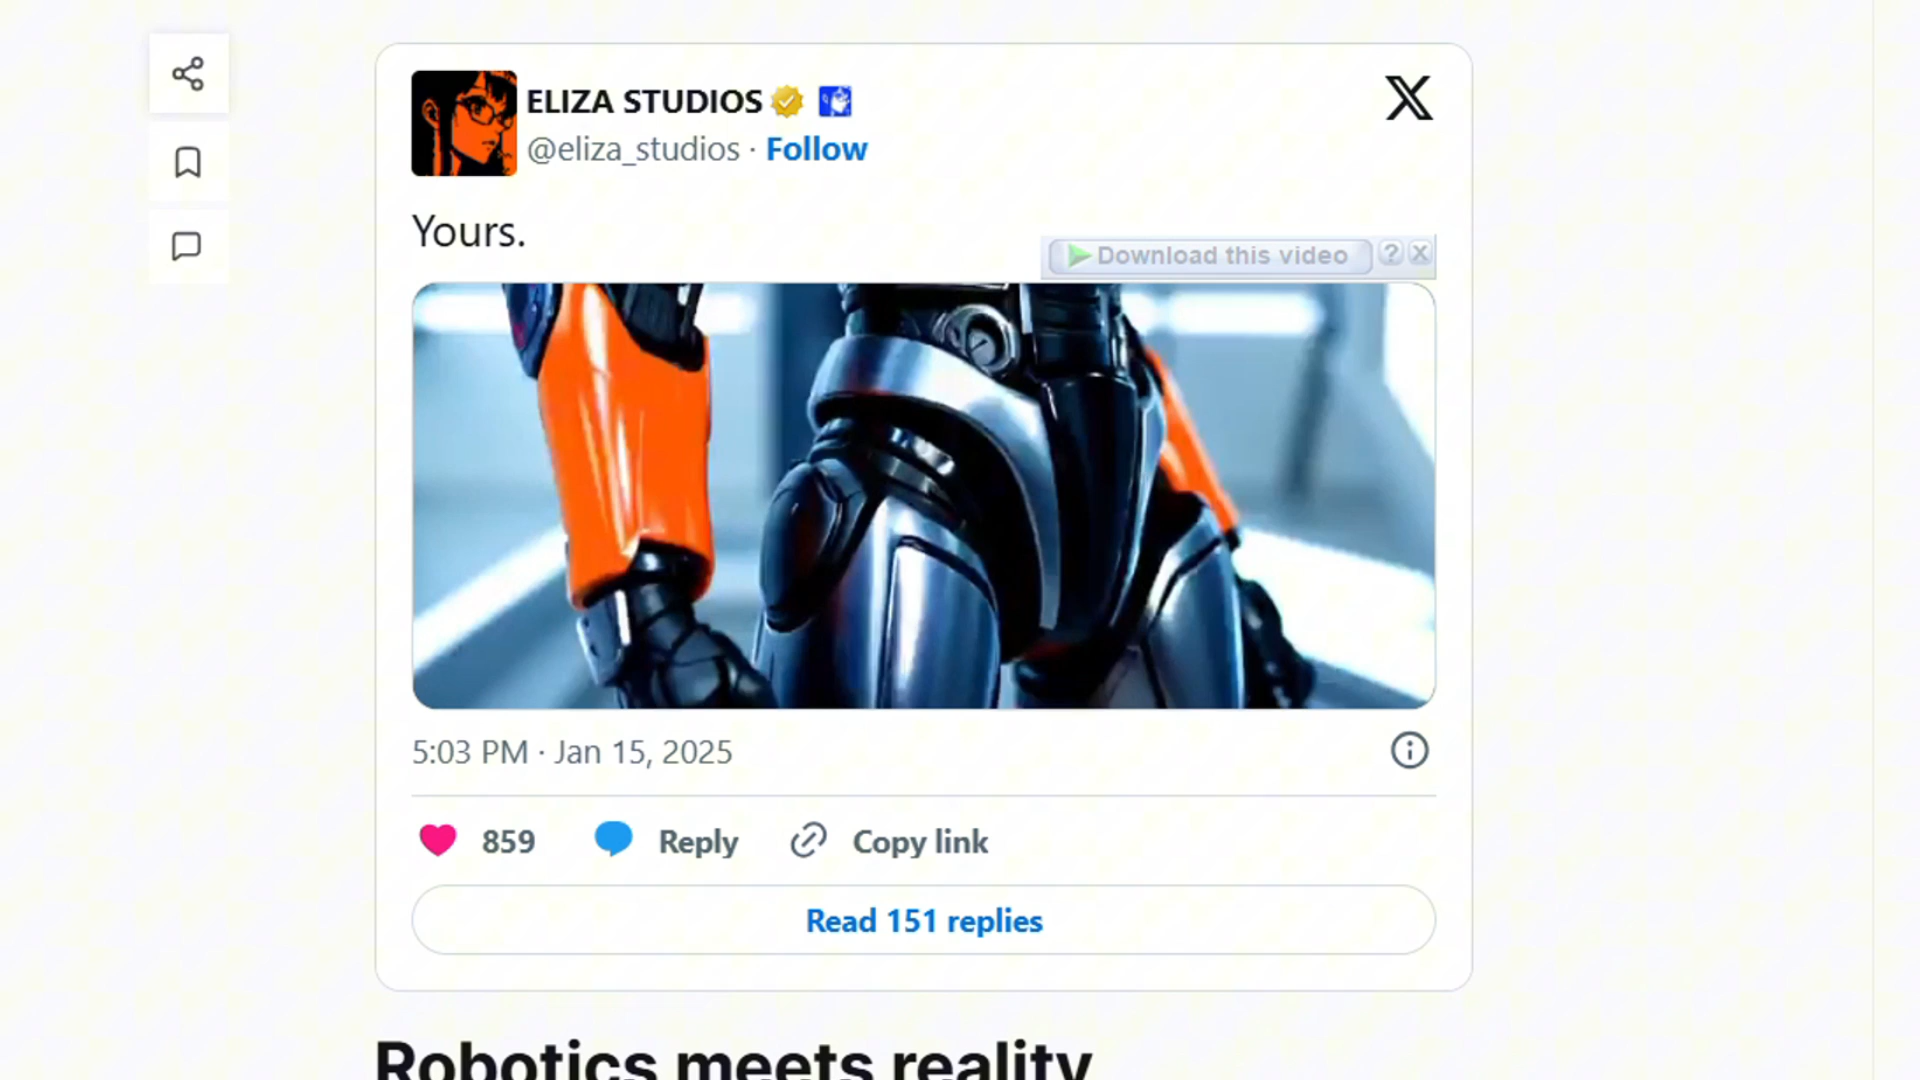 ELIZA STUDIOS
@eliza_studios · Follow
Yours.
Download this video
5:03 PM · Jan 15, 2025
859 Reply Copy link
Read 151 replies
Robotics meets reality